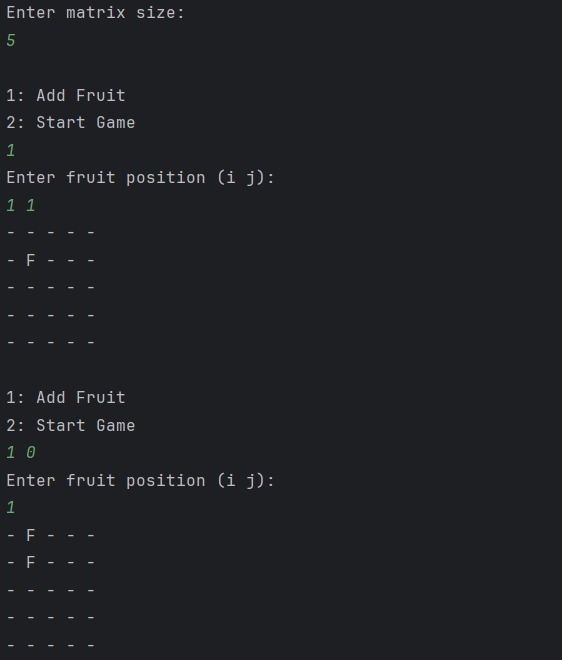 Enter matrix size:
5
1: Add Fruit
2: Start Game
1
Enter fruit position (i j):
1 1
- - - - -
- F - - -
- - - - -
- - - - -
- - - - -
1: Add Fruit
2: Start Game
1 0
Enter fruit position (i j):
1
- F - - -
- F - - -
- - - - -
- - - - -
- - - - -